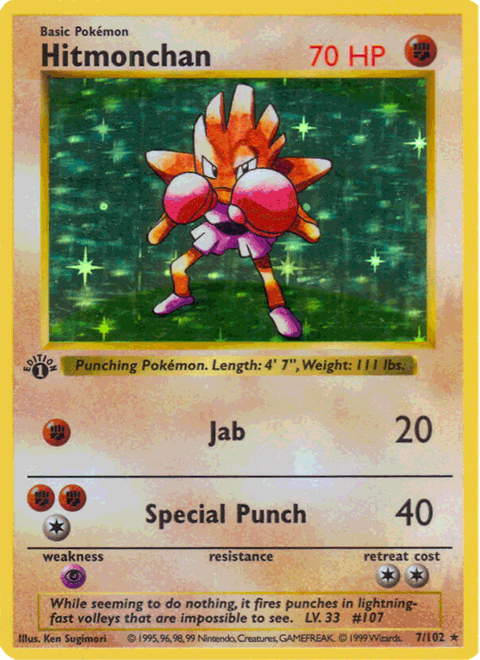 Basic Pokémon
Hitmonchan 70 HP
EDITION
1
Punching Pokémon. Length: 4' 7", Weight: 111 lbs.
Jab 20
Special Punch 40
weakness resistance retreat cost
While seeming to do nothing, it fires punches in lightning-
fast volleys that are impossible to see. LV. 33 #107
Illus. Ken Sugimori © 1995, 96, 98, 99 Nintendo, Creatures, GAMEFREAK. © 1999 Wizards. 7/102 ★